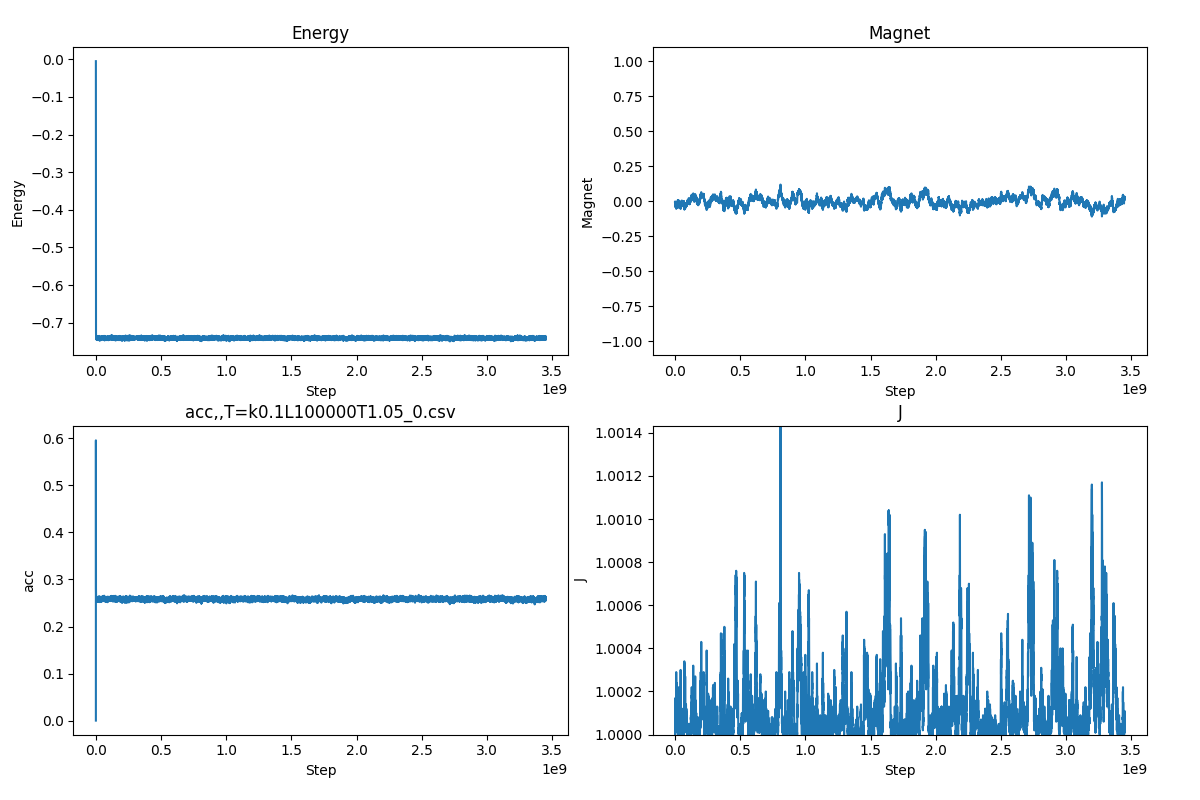 Energy
Energy
0.0
−0.1
−0.2
−0.3
−0.4
−0.5
−0.6
−0.7
0.0 0.5 1.0 1.5 2.0 2.5 3.0 3.5
Step
1e9
Magnet
Magnet
1.00
0.75
0.50
0.25
0.00
−0.25
−0.50
−0.75
−1.00
0.0 0.5 1.0 1.5 2.0 2.5 3.0 3.5
Step
1e9
acc,,T=k0.1L100000T1.05_0.csv
acc
0.6
0.5
0.4
0.3
0.2
0.1
0.0
0.0 0.5 1.0 1.5 2.0 2.5 3.0 3.5
Step
1e9
J
J
1.0014
1.0012
1.0010
1.0008
1.0006
1.0004
1.0002
1.0000
0.0 0.5 1.0 1.5 2.0 2.5 3.0 3.5
Step
1e9